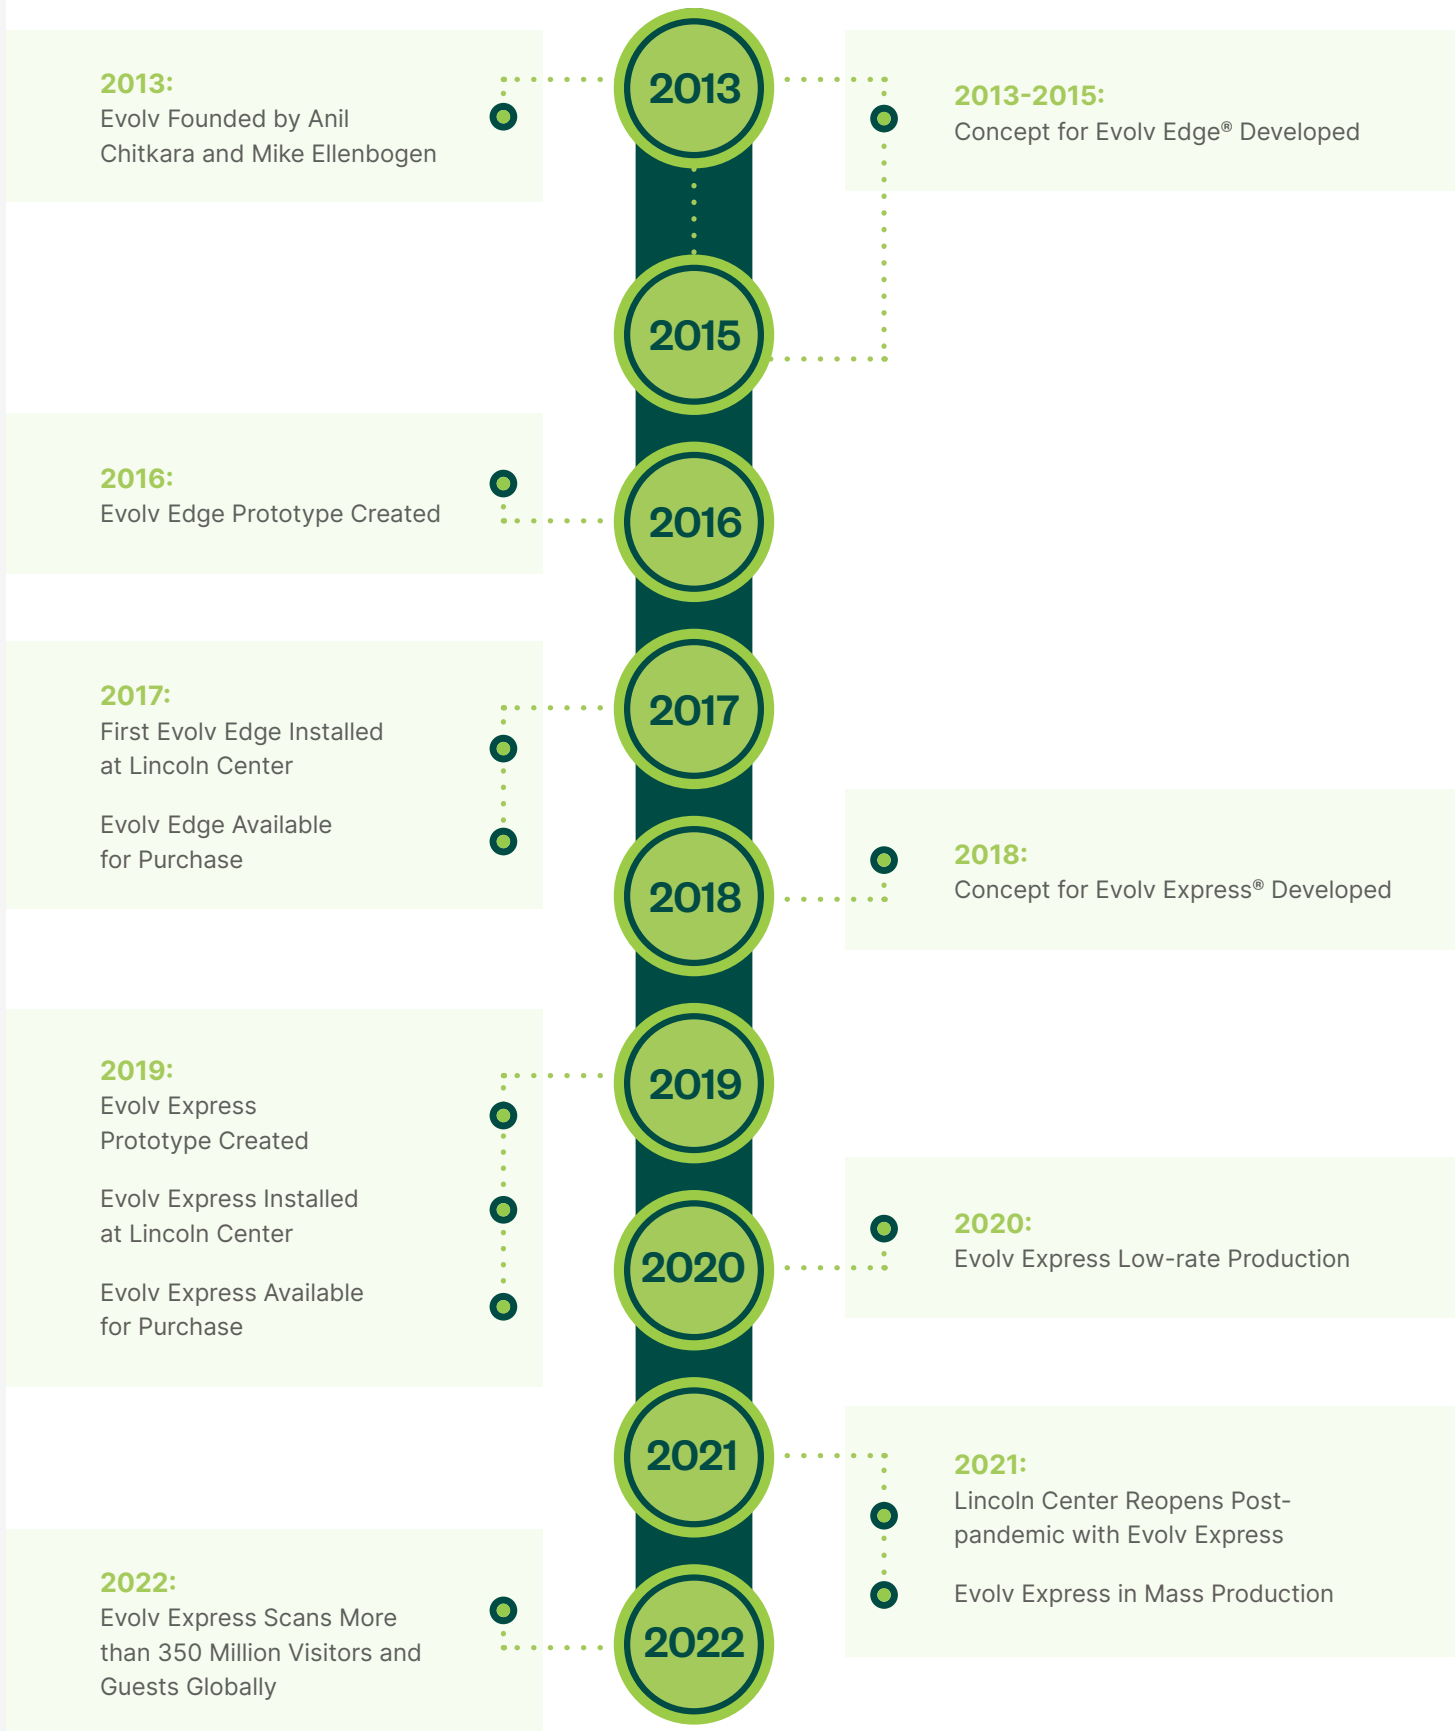 2013:
Evolv Founded by Anil
Chitkara and Mike Ellenbogen
2013
2013-2015:
Concept for Evolv Edge® Developed
2015
2016:
Evolv Edge Prototype Created
2016
2017:
First Evolv Edge Installed
at Lincoln Center
Evolv Edge Available
for Purchase
2017
2018
2018:
Concept for Evolv Express® Developed
2019:
Evolv Express
Prototype Created
Evolv Express Installed
at Lincoln Center
Evolv Express Available
for Purchase
2019
2020
2020:
Evolv Express Low-rate Production
2021
2021:
Lincoln Center Reopens Post-
pandemic with Evolv Express
Evolv Express in Mass Production
2022:
Evolv Express Scans More
than 350 Million Visitors and
Guests Globally
2022